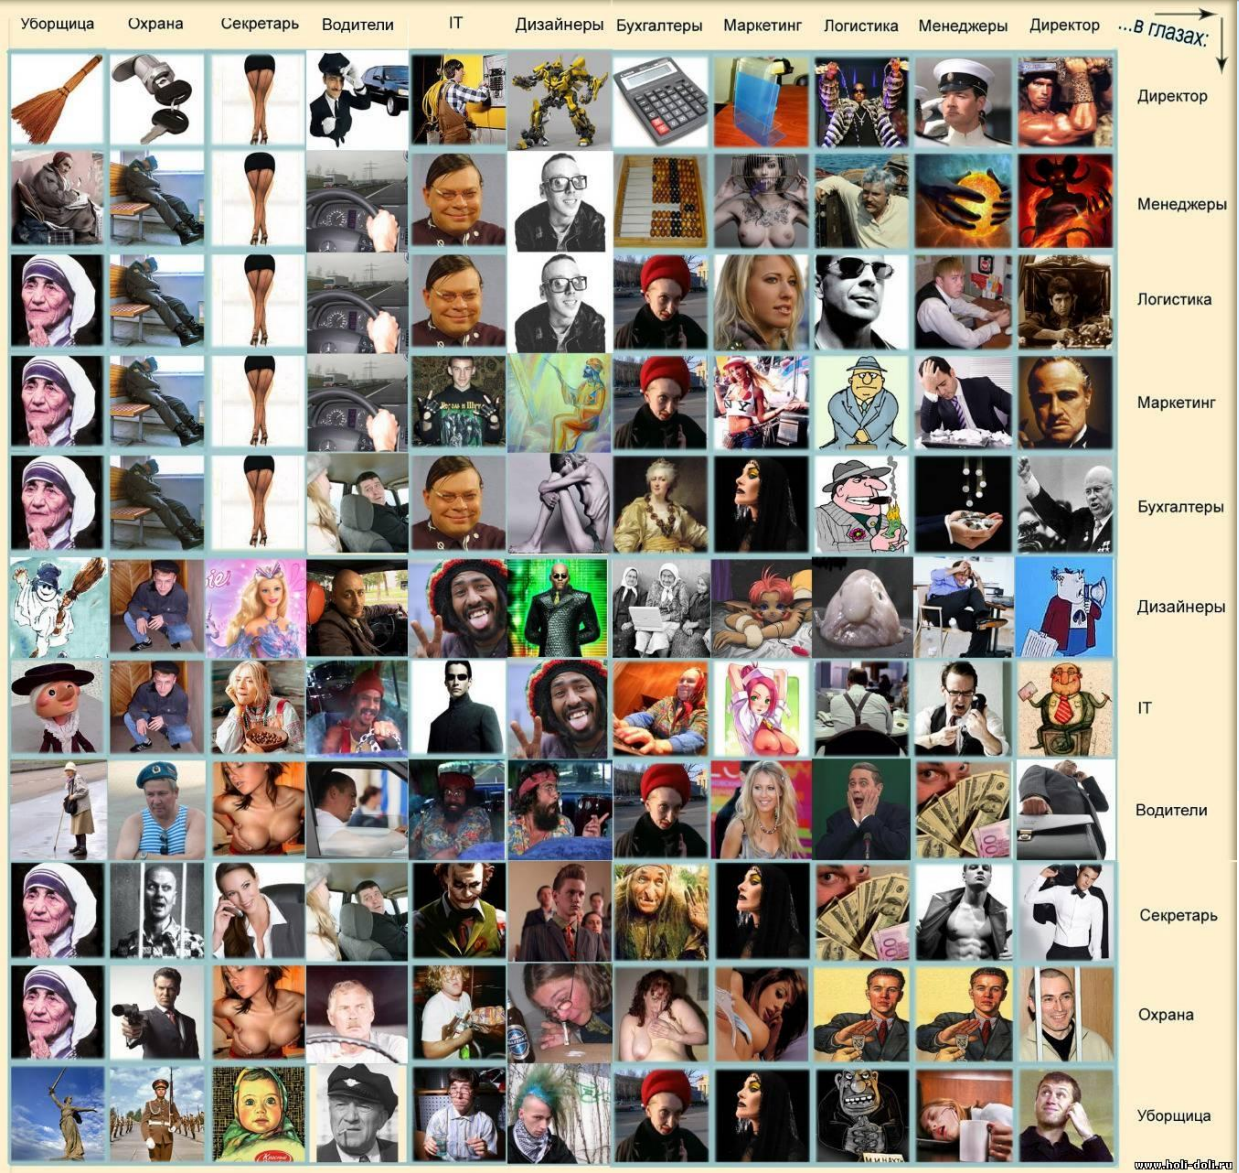 Уборщица Охрана Секретарь Водители IT Дизайнеры Бухгалтеры Маркетинг Логистика Менеджеры Директор ...в глазах:
Директор
Менеджеры
Логистика
Маркетинг
NY
Бухгалтеры
Дизайнеры
IT
Водители
Секретарь
Охрана
Уборщица
www.holi-doli.ru